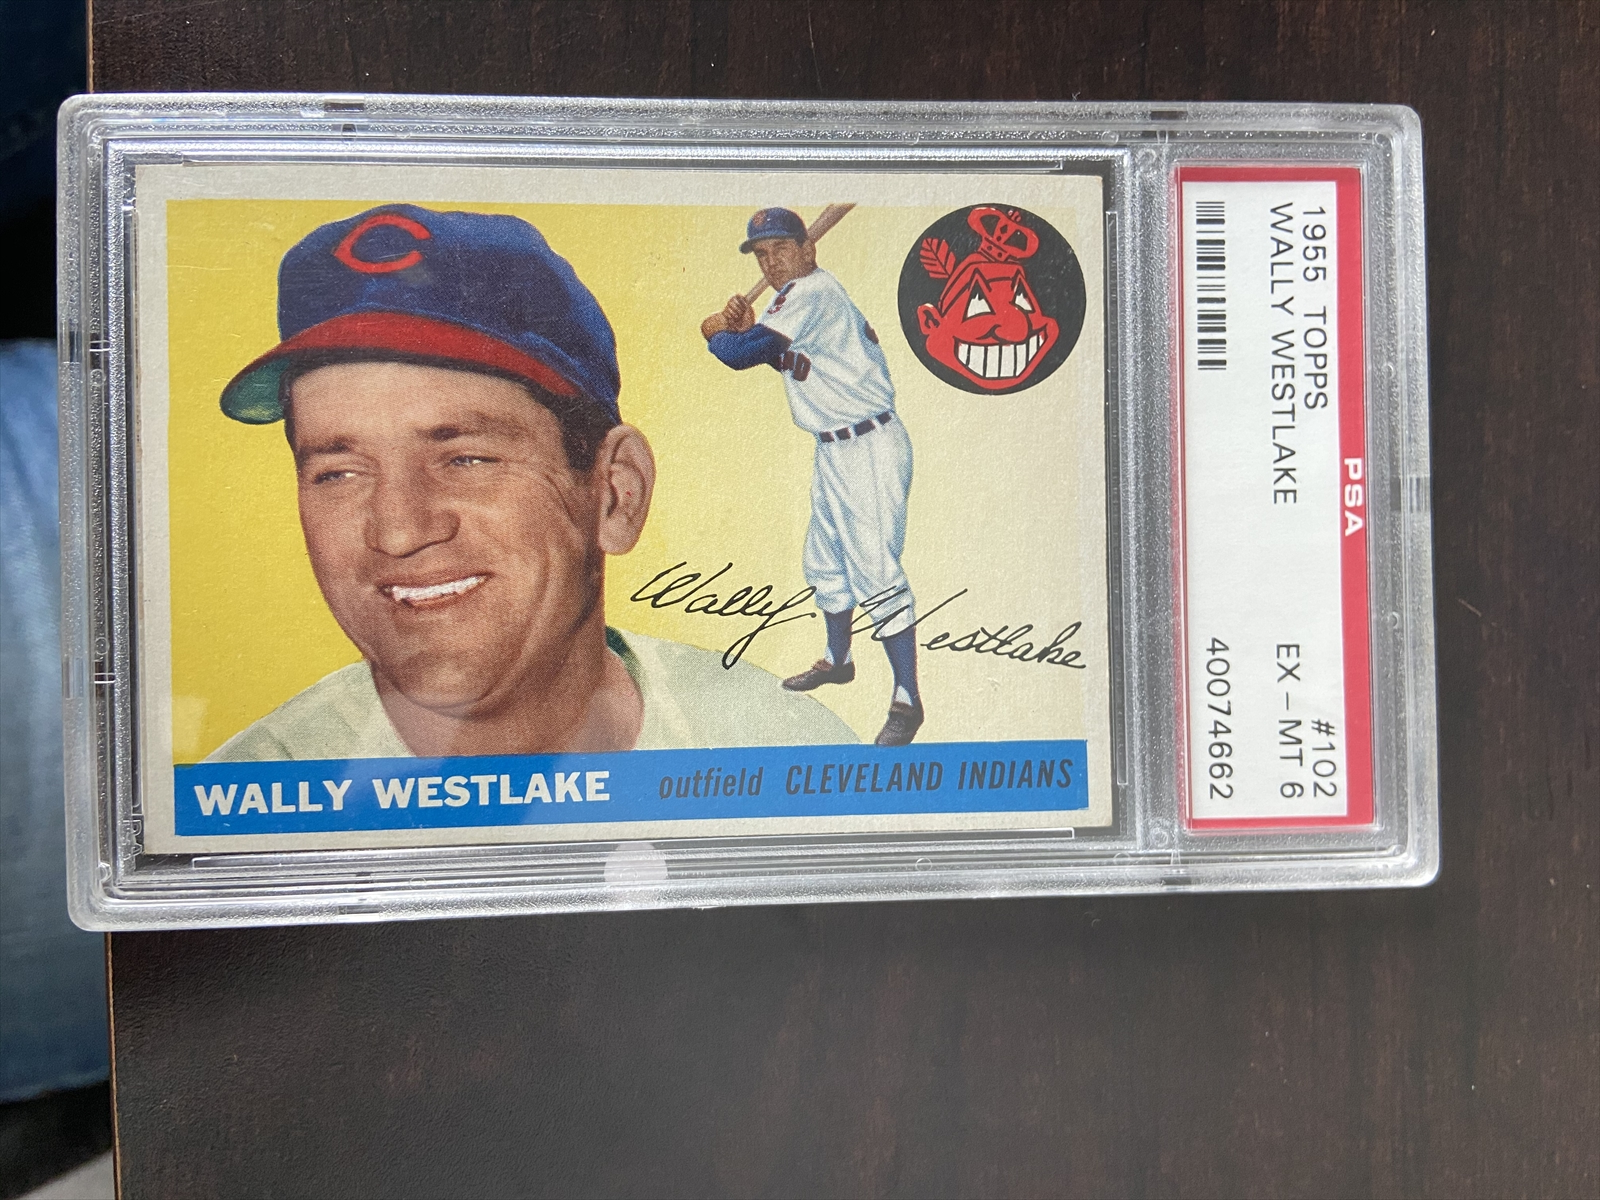 WALLY WESTLAKE outfield CLEVELAND INDIANS
Wally Westlake
C
1955 TOPPS #102
WALLY WESTLAKE EX - MT 6
40074662
PSA